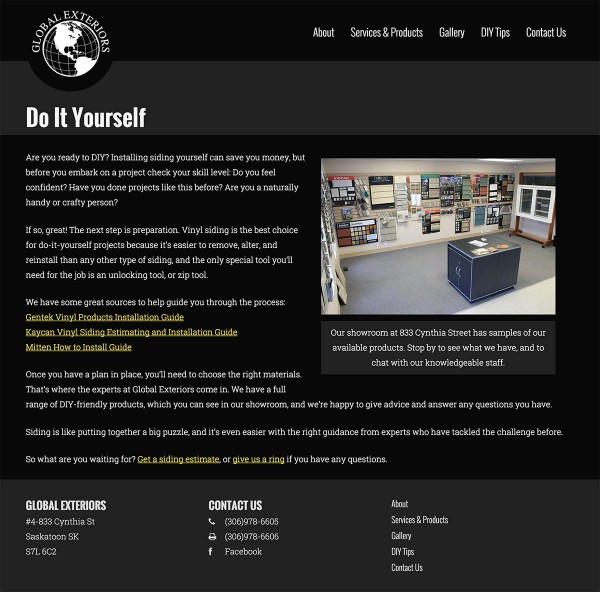 GLOBAL EXTERIORS
About Services & Products Gallery DIY Tips Contact Us
Do It Yourself
Are you ready to DIY? Installing siding yourself can save you money, but
before you embark on a project check your skill level: Do you feel
confident? Have you done projects like this before? Are you a naturally
handy or crafty person?
If so, great! The next step is preparation. Vinyl siding is the best choice
for do-it-yourself projects because it's easier to remove, alter, and
reinstall than any other type of siding, and the only special tool you'll
need for the job is an unlocking tool, or zip tool.
We have some great sources to help guide you through the process:
Gentek Vinyl Products Installation Guide
Kaycan Vinyl Siding Estimating and Installation Guide
Mitten How to Install Guide
Our showroom at 833 Cynthia Street has samples of our
available products. Stop by to see what we have, and to
chat with our knowledgeable staff.
Once you have a plan in place, you'll need to choose the right materials.
That's where the experts at Global Exteriors come in. We have a full
range of DIY-friendly products, which you can see in our showroom, and we're happy to give advice and answer any questions you have.
Siding is like putting together a big puzzle, and it's even easier with the right guidance from experts who have tackled the challenge before.
So what are you waiting for? Get a siding estimate, or give us a ring if you have any questions.
GLOBAL EXTERIORS
#4-833 Cynthia St
Saskatoon SK
S7L 6C2
CONTACT US
(306)978-6605
(306)978-6606
Facebook
About
Services & Products
Gallery
DIY Tips
Contact Us